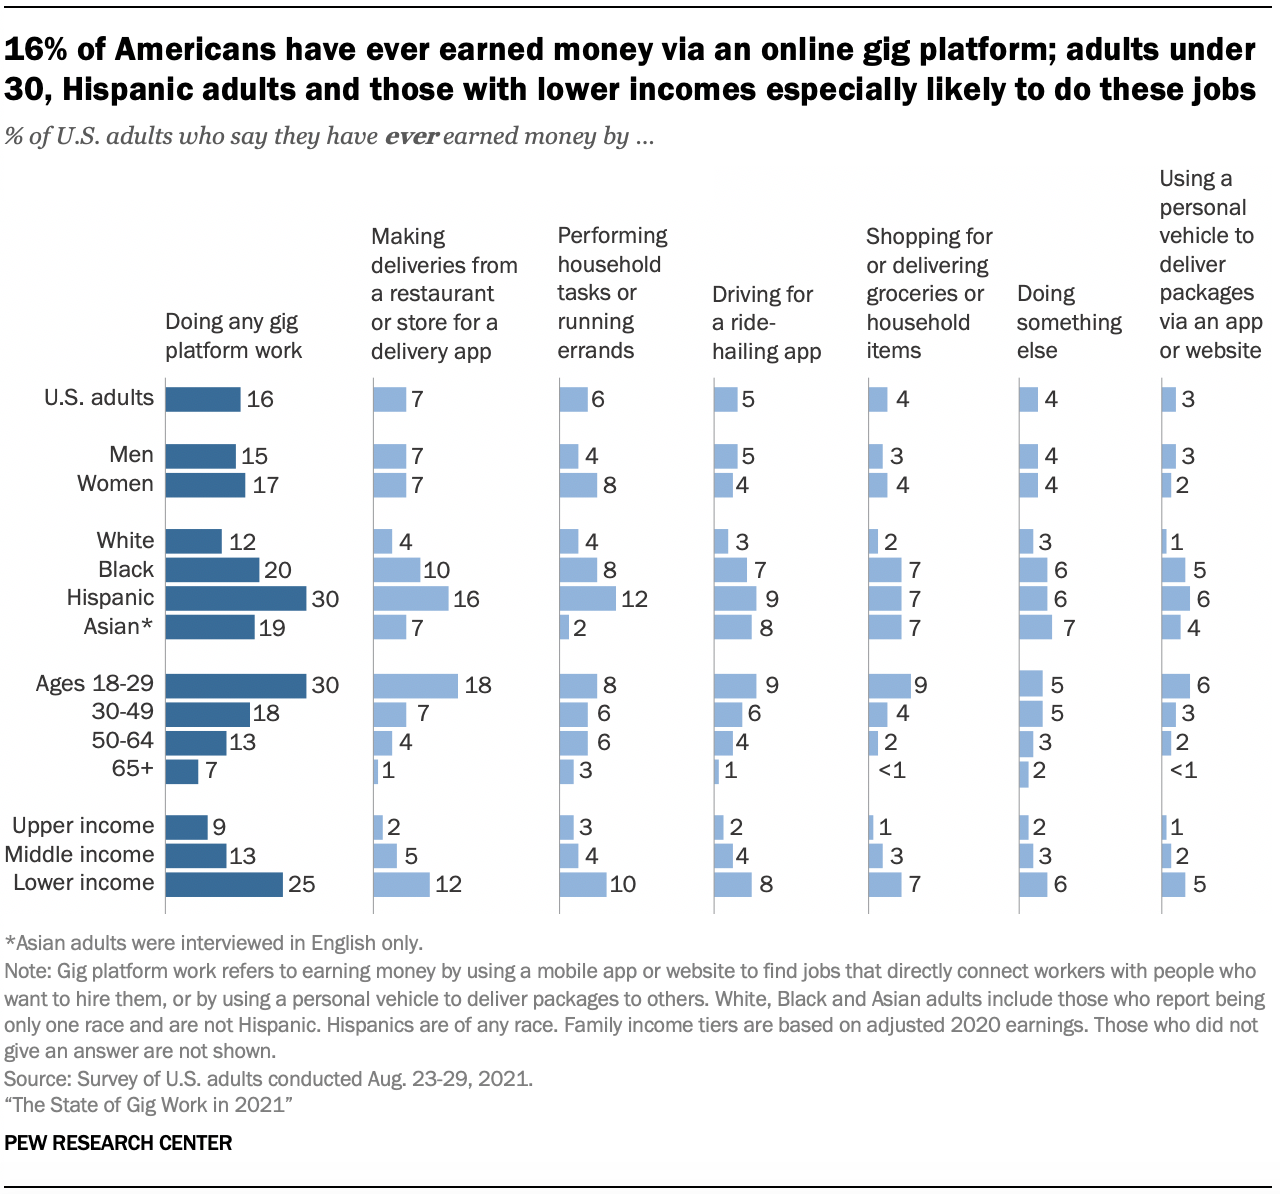 16% of Americans have ever earned money via an online gig platform; adults under
30, Hispanic adults and those with lower incomes especially likely to do these jobs
% of U.S. adults who say they have ever earned money by ...
Doing any gig
platform work
Making
deliveries from
a restaurant
or store for a
delivery app
Performing
household
tasks or
running
errands
Driving for
a ride-
hailing app
Shopping for
or delivering
groceries or
household
items
Doing
something
else
Using a
personal
vehicle to
deliver
packages
via an app
or website
U.S. adults 16 7 6 5 4 4 3
Men 15 7 4 5 3 4 3
Women 17 7 8 4 4 4 2
White 12 4 4 3 2 3 1
Black 20 10 8 7 7 6 5
Hispanic 30 16 12 9 7 6 6
Asian* 19 7 2 8 7 7 4
Ages 18-29 30 18 8 9 9 5 6
30-49 18 7 6 6 4 5 3
50-64 13 4 6 4 2 3 2
65+ 7 1 3 1 <1 2 <1
Upper income 9 2 3 2 1 2 1
Middle income 13 5 4 4 3 3 2
Lower income 25 12 10 8 7 6 5
*Asian adults were interviewed in English only.
Note: Gig platform work refers to earning money by using a mobile app or website to find jobs that directly connect workers with people who
want to hire them, or by using a personal vehicle to deliver packages to others. White, Black and Asian adults include those who report being
only one race and are not Hispanic. Hispanics are of any race. Family income tiers are based on adjusted 2020 earnings. Those who did not
give an answer are not shown.
Source: Survey of U.S. adults conducted Aug. 23-29, 2021.
“The State of Gig Work in 2021”
PEW RESEARCH CENTER